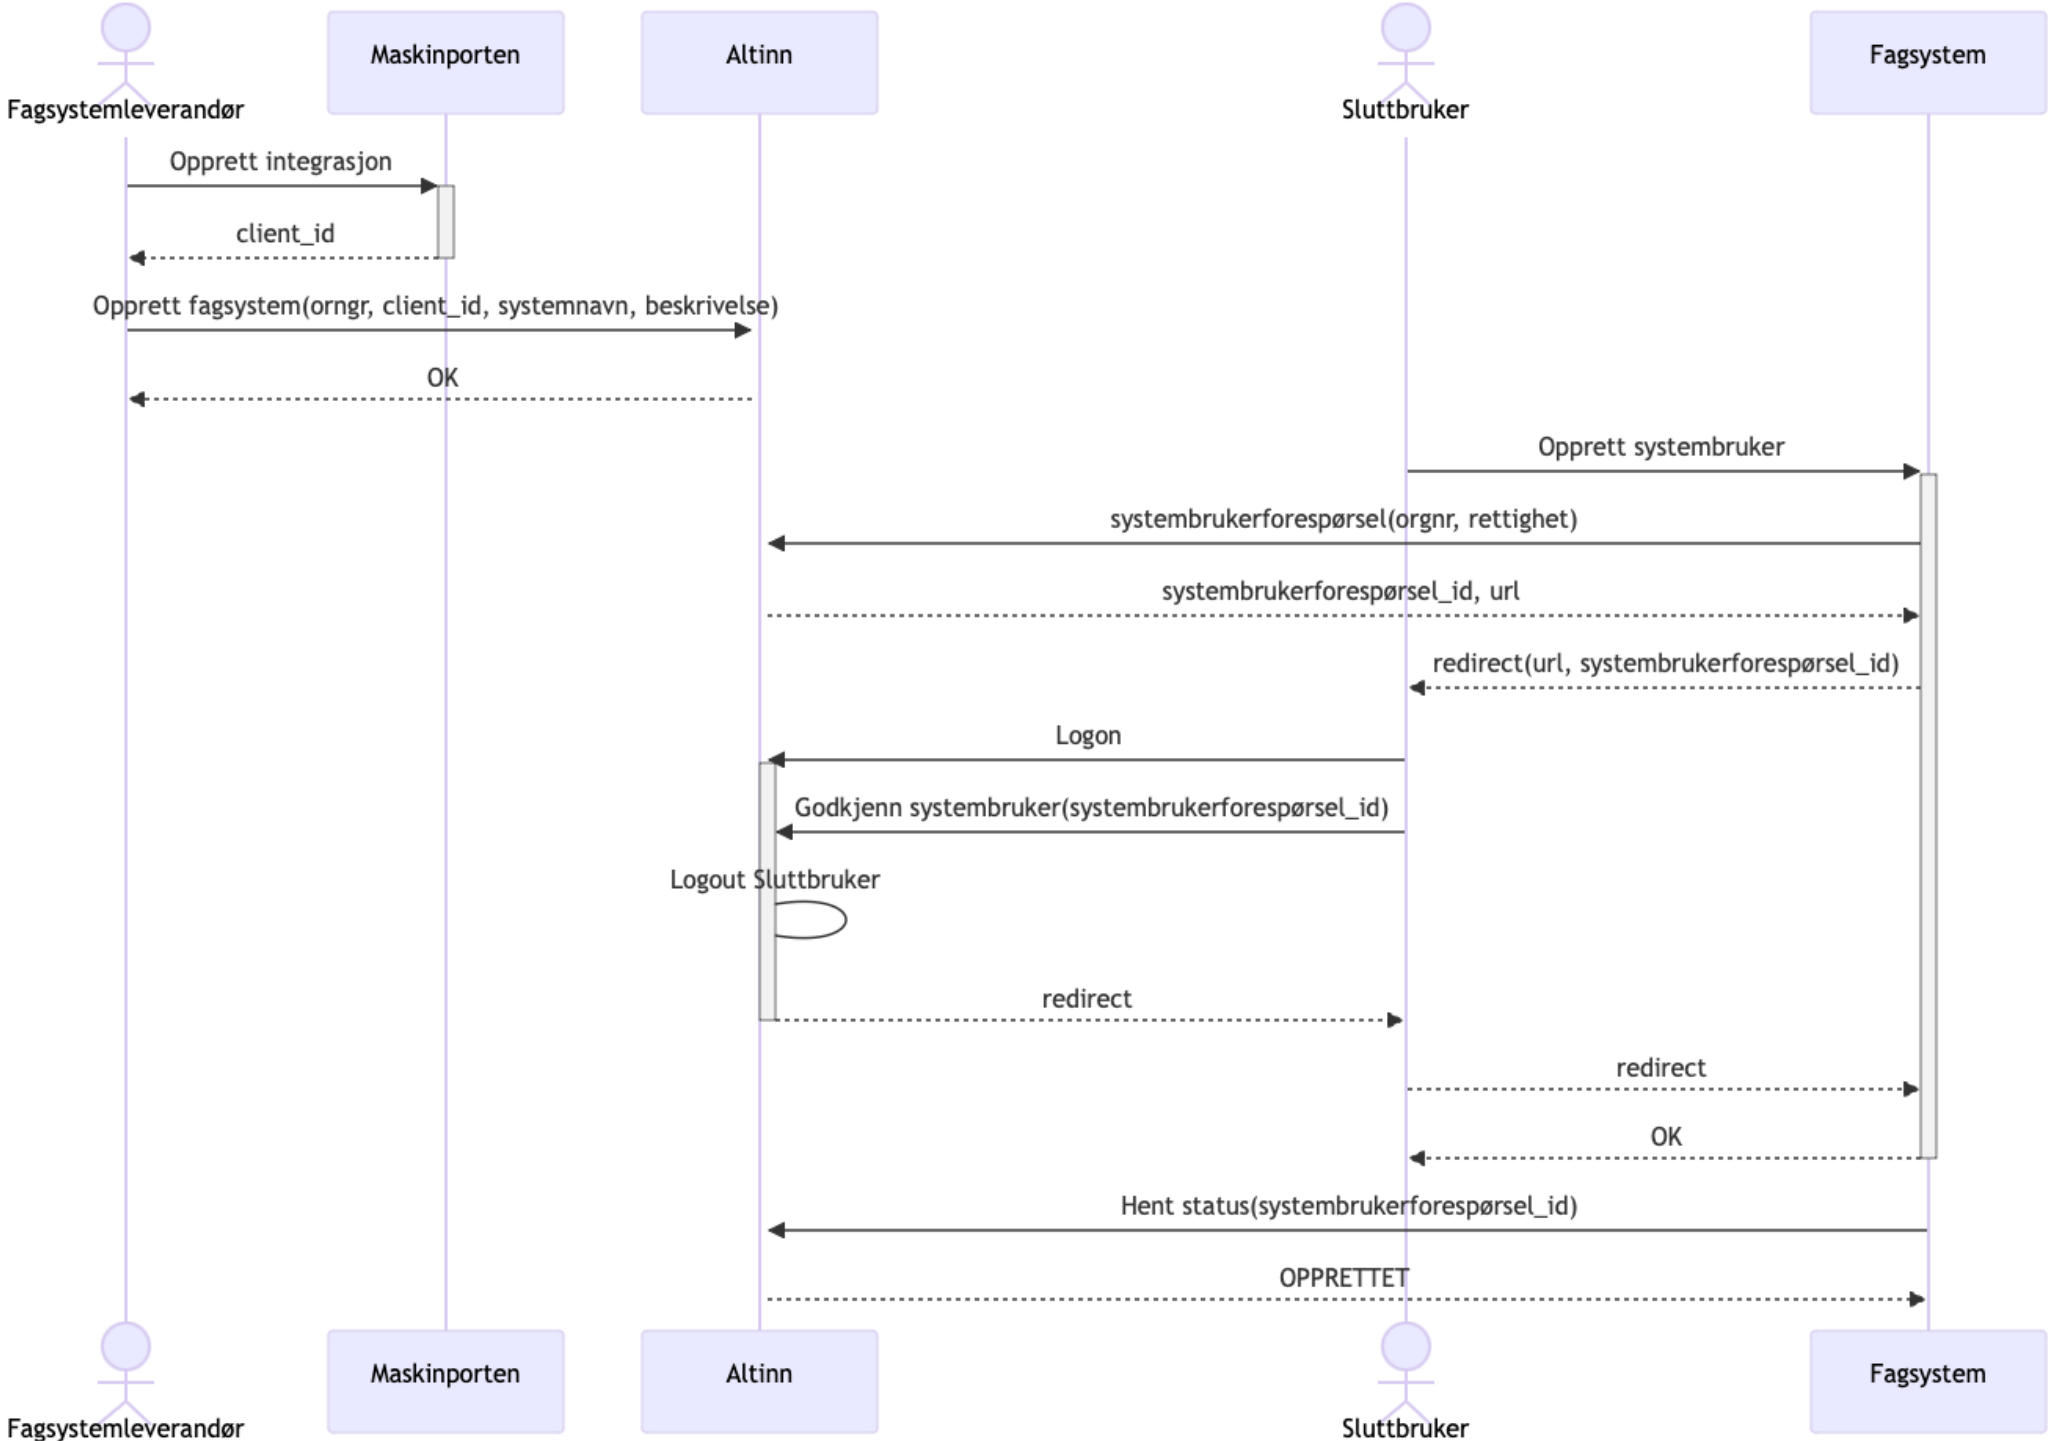 Maskinporten
Altinn
Fagsystem
Fagsystemleverandør
Sluttbruker
Opprett integrasjon
client_id
Opprett fagsystem(orngr, client_id, systemnavn, beskrivelse)
OK
Opprett systembruker
systembrukerforespørsel(orgnr, rettighet)
systembrukerforespørsel_id, url
redirect(url, systembrukerforespørsel_id)
Logon
Godkjenn systembruker(systembrukerforespørsel_id)
Logout Sluttbruker
redirect
redirect
OK
Hent status(systembrukerforespørsel_id)
OPPRETTET
Maskinporten
Altinn
Fagsystem
Fagsystemleverandør
Sluttbruker